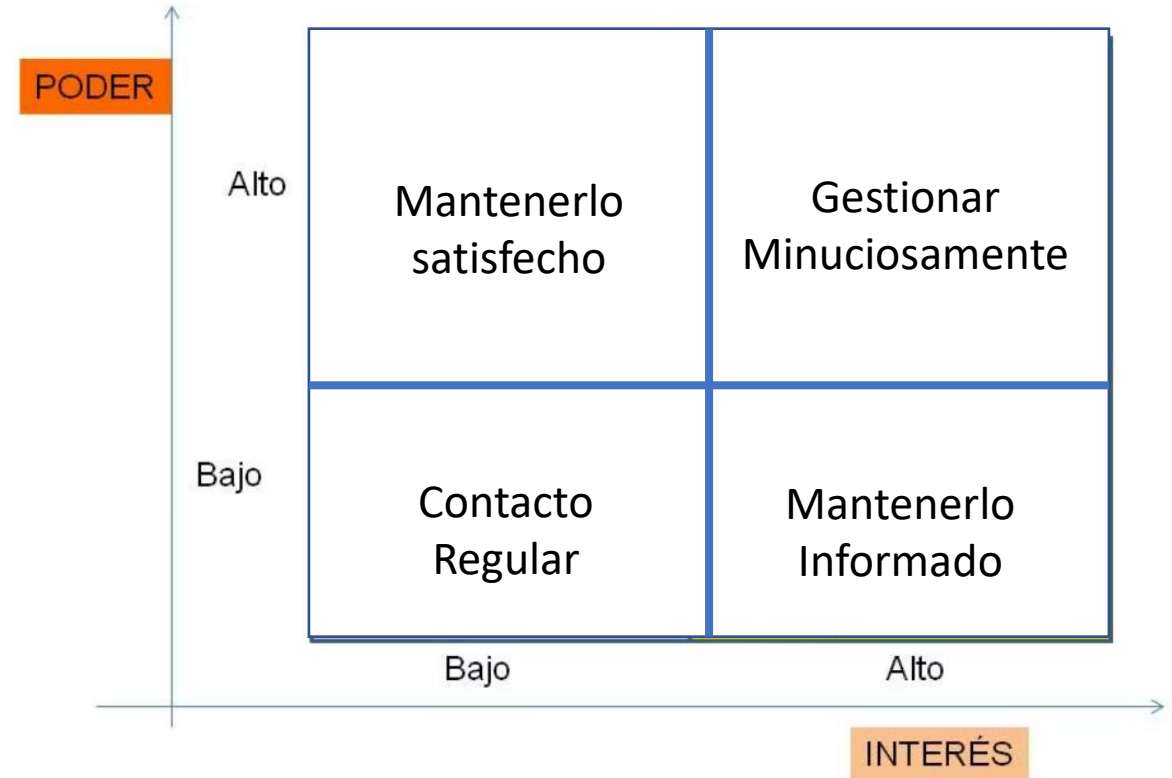 PODER
Alto
Mantenerlo
satisfecho
Gestionar
Minuciosamente
Bajo
Contacto
Regular
Mantenerlo
Informado
Bajo
Alto
INTERÉS